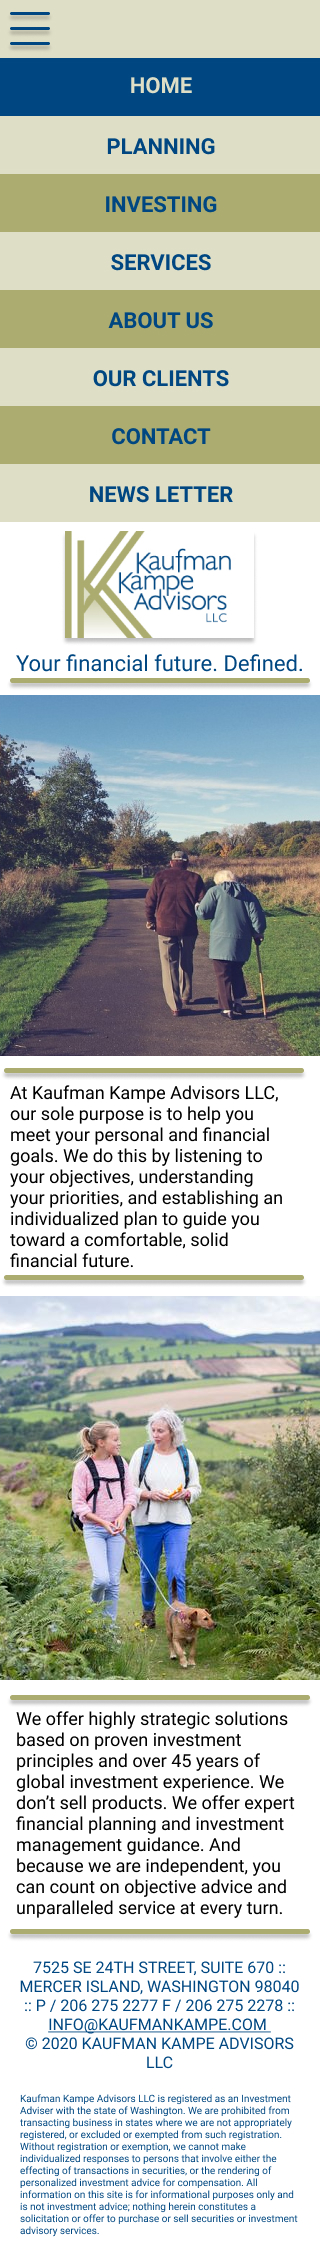 HOME
PLANNING
INVESTING
SERVICES
ABOUT US
OUR CLIENTS
CONTACT
NEWS LETTER
Kaufman
Kampe
Advisors
LLC
Your financial future. Defined.
At Kaufman Kampe Advisors LLC,
our sole purpose is to help you
meet your personal and financial
goals. We do this by listening to
your objectives, understanding
your priorities, and establishing an
individualized plan to guide you
toward a comfortable, solid
financial future.
We offer highly strategic solutions
based on proven investment
principles and over 45 years of
global investment experience. We
don’t sell products. We offer expert
financial planning and investment
management guidance. And
because we are independent, you
can count on objective advice and
unparalleled service at every turn.
7525 SE 24TH STREET, SUITE 670 ::
MERCER ISLAND, WASHINGTON 98040
:: P / 206 275 2277 F / 206 275 2278 ::
INFO@KAUFMANKAMPE.COM
© 2020 KAUFMAN KAMPE ADVISORS
LLC
Kaufman Kampe Advisors LLC is registered as an Investment
Adviser with the state of Washington. We are prohibited from
transacting business in states where we are not appropriately
registered, or excluded or exempted from such registration.
Without registration or exemption, we cannot make
individualized responses to persons that involve either the
effecting of transactions in securities, or the rendering of
personalized investment advice for compensation. All
information on this site is for informational purposes only and
is not investment advice; nothing herein constitutes a
solicitation or offer to purchase or sell securities or investment
advisory services.